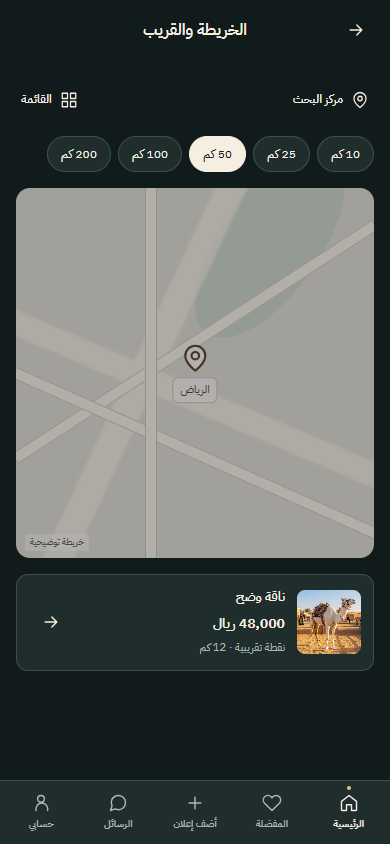 الخريطة والقريب
مركز البحث
القائمة
10 كم
25 كم
50 كم
100 كم
200 كم
الرياض
خريطة توضيحية
ناقة وضح
48,000 ريال
نقطة تقريبية · 12 كم
الرئيسية
المفضلة
أضف إعلان
الرسائل
حسابي